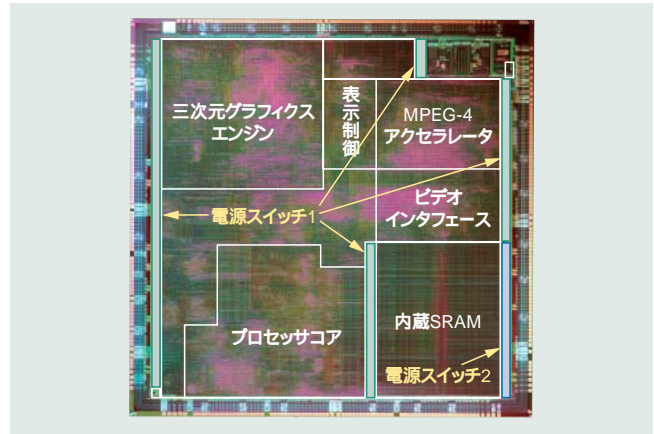 三次元グラフィクス
エンジン
表示制御
MPEG-4
アクセラレータ
電源スイッチ1
ビデオ
インタフェース
プロセッサコア
内蔵SRAM
電源スイッチ2